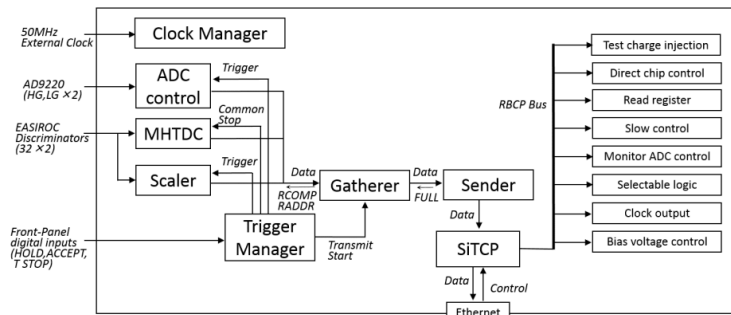 50MHz
External Clock
Clock Manager
AD9220
(HG,LG ×2)
ADC
control
Trigger
EASIROC
Discriminators
(32 ×2)
MHTDC
Common
Stop
Scaler
Trigger
Front-Panel
digital inputs
(HOLD,ACCEPT,
T STOP)
Trigger
Manager
Data
RCOMP
RADDR
Transmit
Start
Gatherer
Data
FULL
Sender
Data
SiTCP
Data
Control
Ethernet
RBCP Bus
Test charge injection
Direct chip control
Read register
Slow control
Monitor ADC control
Selectable logic
Clock output
Bias voltage control